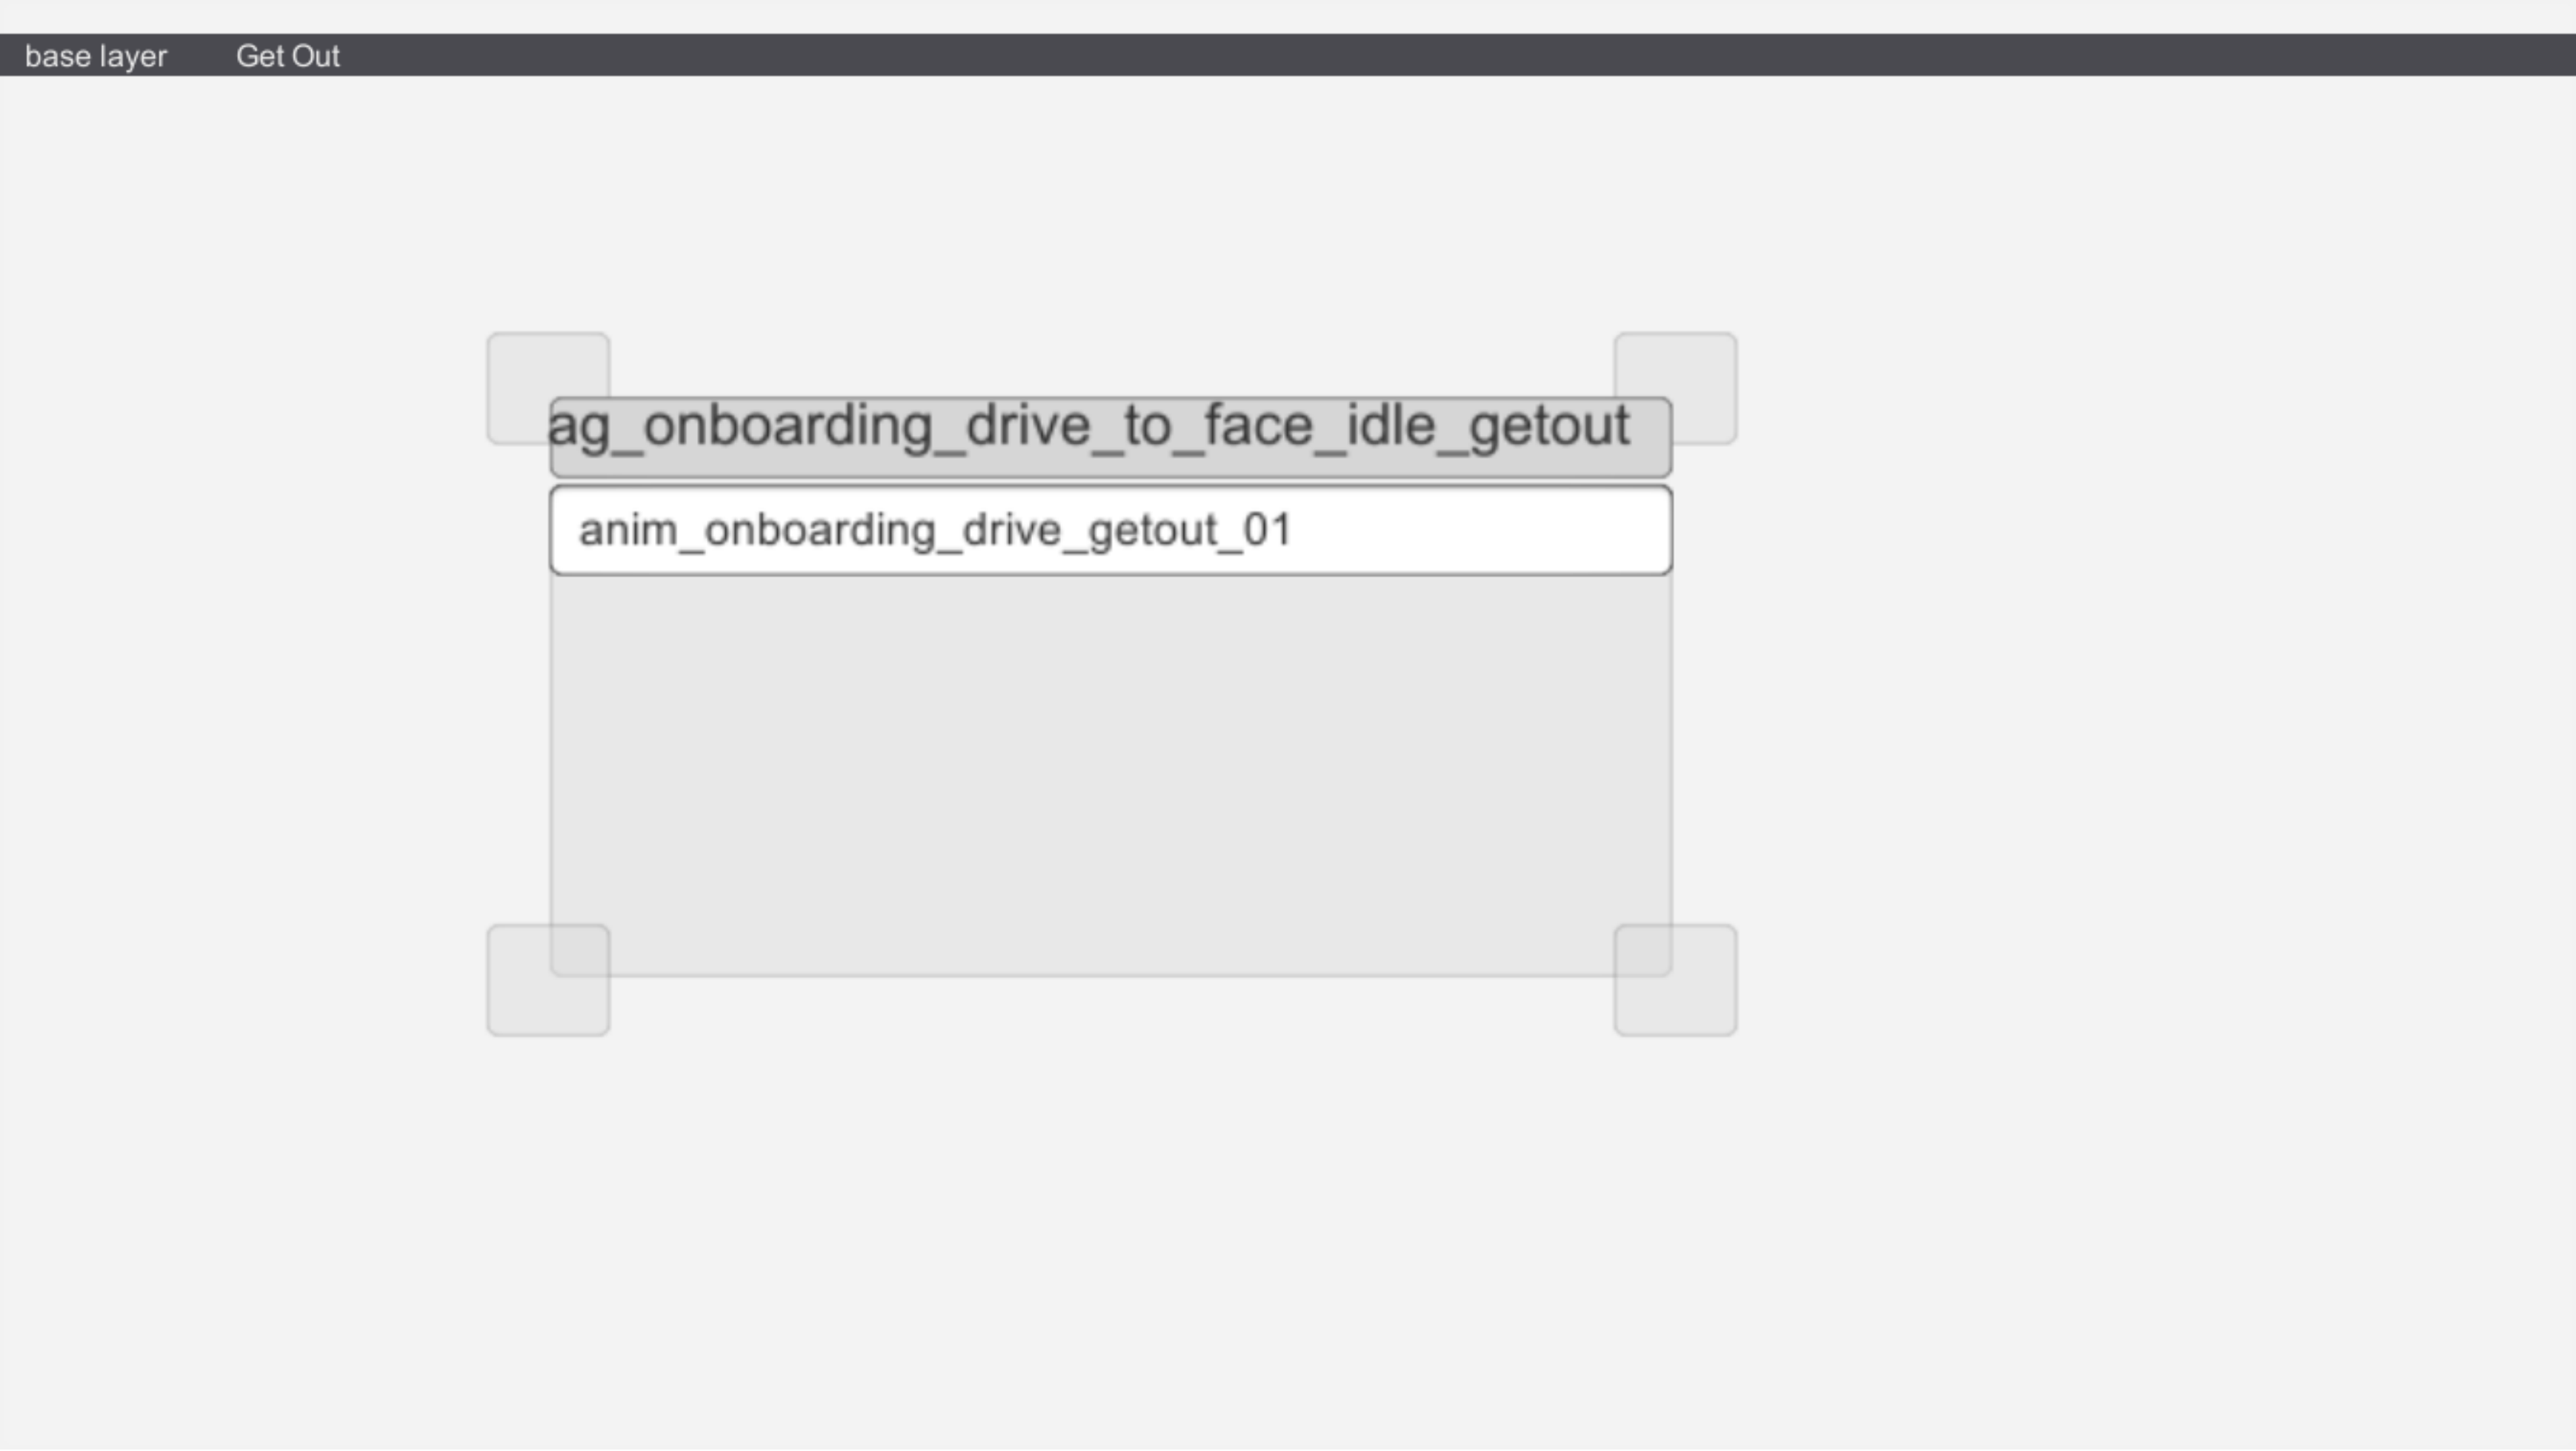 base layer Get Out
ag_onboarding_drive_to_face_idle_getout
anim_onboarding_drive_getout_01